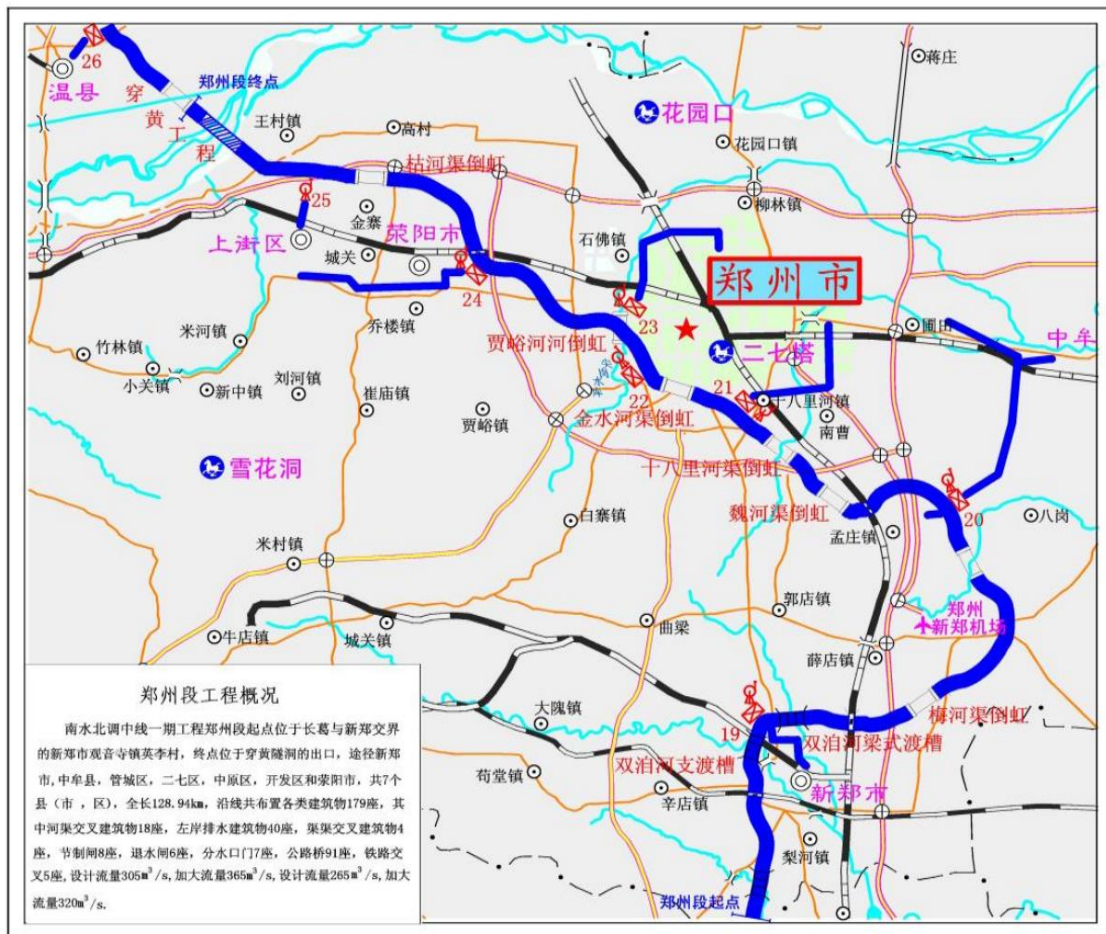 26
温县
郑州段终点
穿
黄
工
程
王村镇
高村
花园口
花园口镇
蒋庄
枯河渠倒虹
25
金寨
上街区
荥阳市
城关
石佛镇
柳林镇
郑州市
24
乔楼镇
23
二七塔
圃田
中牟
米河镇
竹林镇
小关镇
新中镇
刘河镇
崔庙镇
贾峪镇
贾峪河河倒虹
22
21
十八里河镇
南曹
金水河渠倒虹
十八里河渠倒虹
魏河渠倒虹
雪花洞
20
八岗
孟庄镇
白寨镇
米村镇
郭店镇
郑州
新郑机场
牛店镇
城关镇
曲梁
薛店镇
大隗镇
19
梅河渠倒虹
双洎河梁式渡槽
双洎河支渡槽
苟堂镇
辛店镇
新郑市
梨河镇
郑州段起点
郑州段工程概况
南水北调中线一期工程郑州段起点位于长葛与新郑交界
的新郑市观音寺镇英李村，终点位于穿黄隧洞的出口，途径新郑
市,中牟县，管城区，二七区，中原区，开发区和荥阳市，共7个
县（市 ，区），全长128.94km，沿线共布置各类建筑物179座，其
中河渠交叉建筑物18座，左岸排水建筑物40座，渠渠交叉建筑物4
座，节制闸8座，退水闸6座，分水口门7座，公路桥91座，铁路交
叉5座,设计流量305m³/s,加大流量365m³/s,设计流量265m³/s,加大
流量320m³/s.